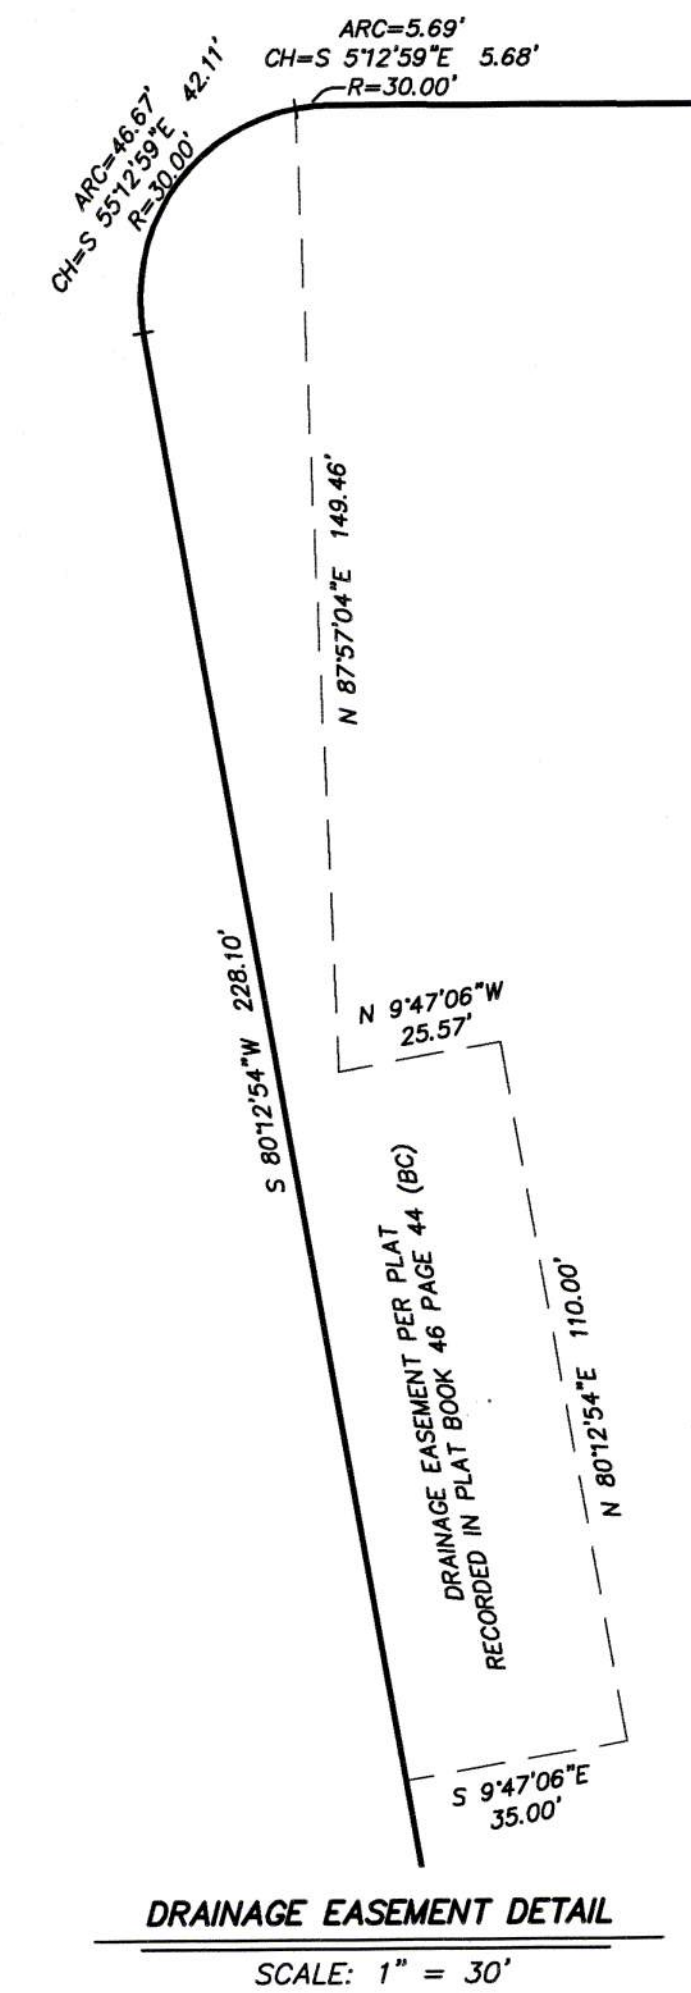 ARC=5.69'
CH=S 5°12'59"E 5.68'
R=30.00'
ARC=46.67'
CH=S 55°12'59"E 42.11'
R=30.00'
N 87°57'04"E 149.46'
S 80°12'54"W 228.10'
N 9°47'06"W
25.57'
DRAINAGE EASEMENT PER PLAT
RECORDED IN PLAT BOOK 46 PAGE 44 (BC)
N 80°12'54"E 110.00'
S 9°47'06"E
35.00'
DRAINAGE EASEMENT DETAIL
SCALE: 1" = 30'